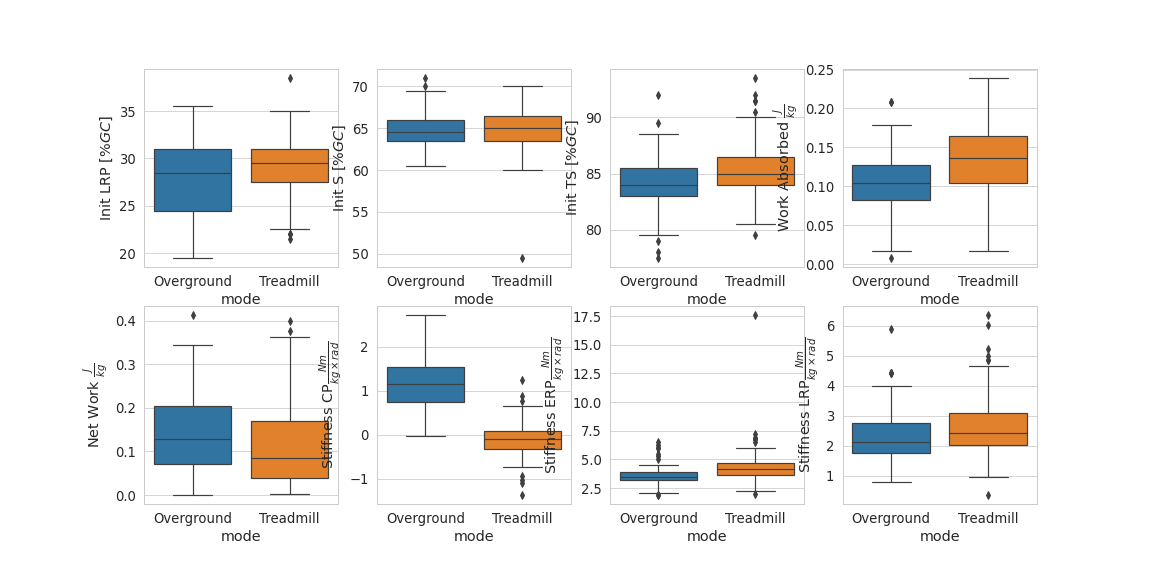 Init LRP [%GC]
35
30
25
20
Overground Treadmill
mode
Init S [%GC]
70
65
60
55
50
Overground Treadmill
mode
Init TS [%GC]
90
85
80
Overground Treadmill
mode
Work Absorbed J/kg
0.25
0.20
0.15
0.10
0.05
0.00
Overground Treadmill
mode
Net Work J/kg
0.4
0.3
0.2
0.1
0.0
Overground Treadmill
mode
Stiffness CP Nm/kg×rad
2
1
0
−1
Overground Treadmill
mode
Stiffness ERP Nm/kg×rad
17.5
15.0
12.5
10.0
7.5
5.0
2.5
Overground Treadmill
mode
Stiffness LRP Nm/kg×rad
6
5
4
3
2
1
Overground Treadmill
mode